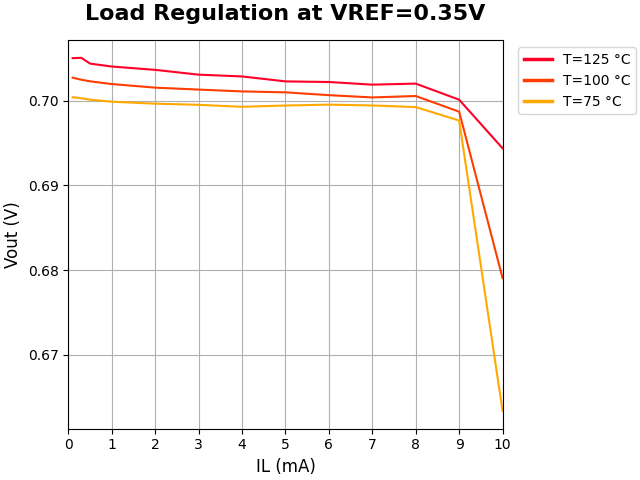 Load Regulation at VREF=0.35V
T=125 °C
T=100 °C
T=75 °C
0.70
0.69
0.68
0.67
Vout (V)
0 1 2 3 4 5 6 7 8 9 10
IL (mA)